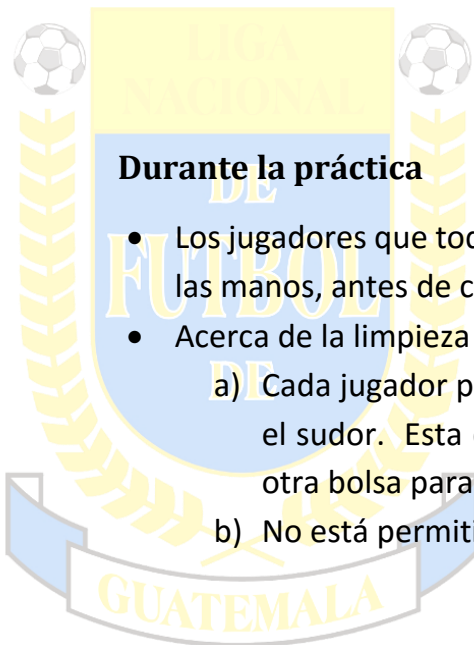 LIGA
NACIONAL
DE
FUTBOL
DE
GUATEMALA
Durante la práctica
• Los jugadores que
las manos, antes de
• Acerca de la limpieza
a) Cada jugador
el sudor. Esta
otra bolsa para
b) No está